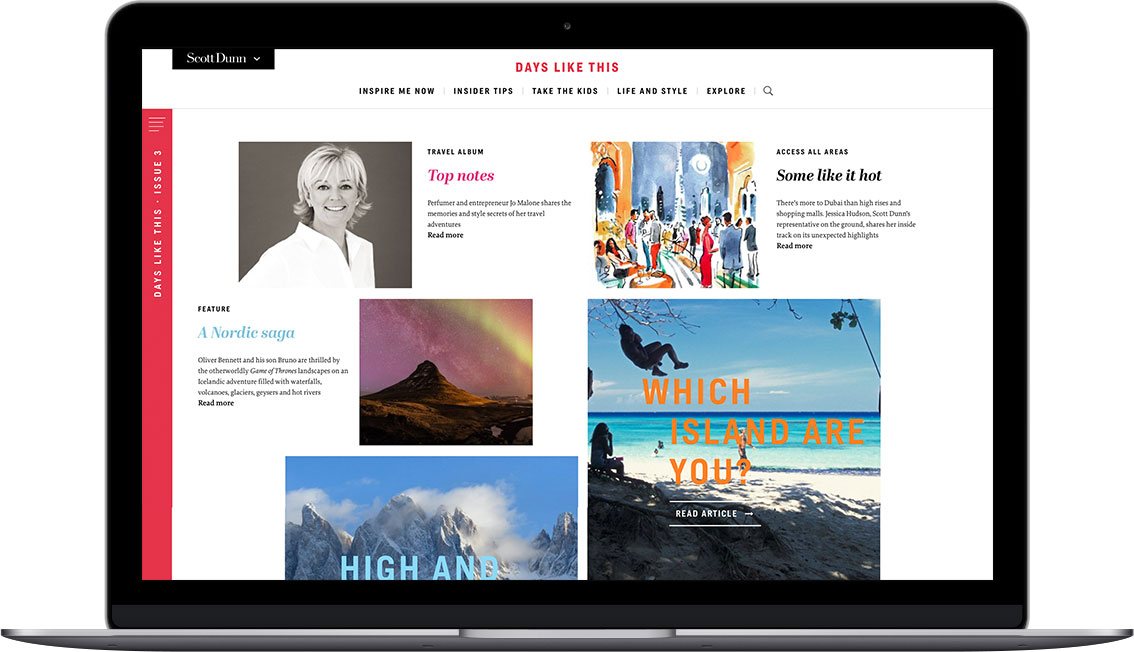 Scott Dunn
DAYS LIKE THIS
INSPIRE ME NOW
INSIDER TIPS
TAKE THE KIDS
LIFE AND STYLE
EXPLORE
DAYS LIKE THIS · ISSUE 3
TRAVEL ALBUM
Top notes
Perfumer and entrepreneur Jo Malone shares the
memories and style secrets of her travel
adventures
Read more
ACCESS ALL AREAS
Some like it hot
There's more to Dubai than high rises and
shopping malls. Jessica Hudson, Scott Dunn's
representative on the ground, shares her inside
track on its unexpected highlights
Read more
FEATURE
A Nordic saga
Oliver Bennett and his son Bruno are thrilled by
the otherworldly Game of Thrones landscapes on an
Icelandic adventure filled with waterfalls,
volcanoes, glaciers, geysers and hot rivers
Read more
WHICH
ISLAND ARE
YOU?
READ ARTICLE
HIGH AND